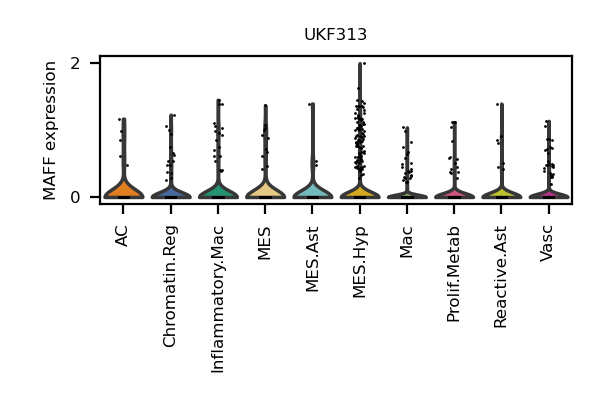 UKF313
MAFF expression
2
0
AC
Chromatin.Reg
Inflammatory.Mac
MES
MES.Ast
MES.Hyp
Mac
Prolif.Metab
Reactive.Ast
Vasc